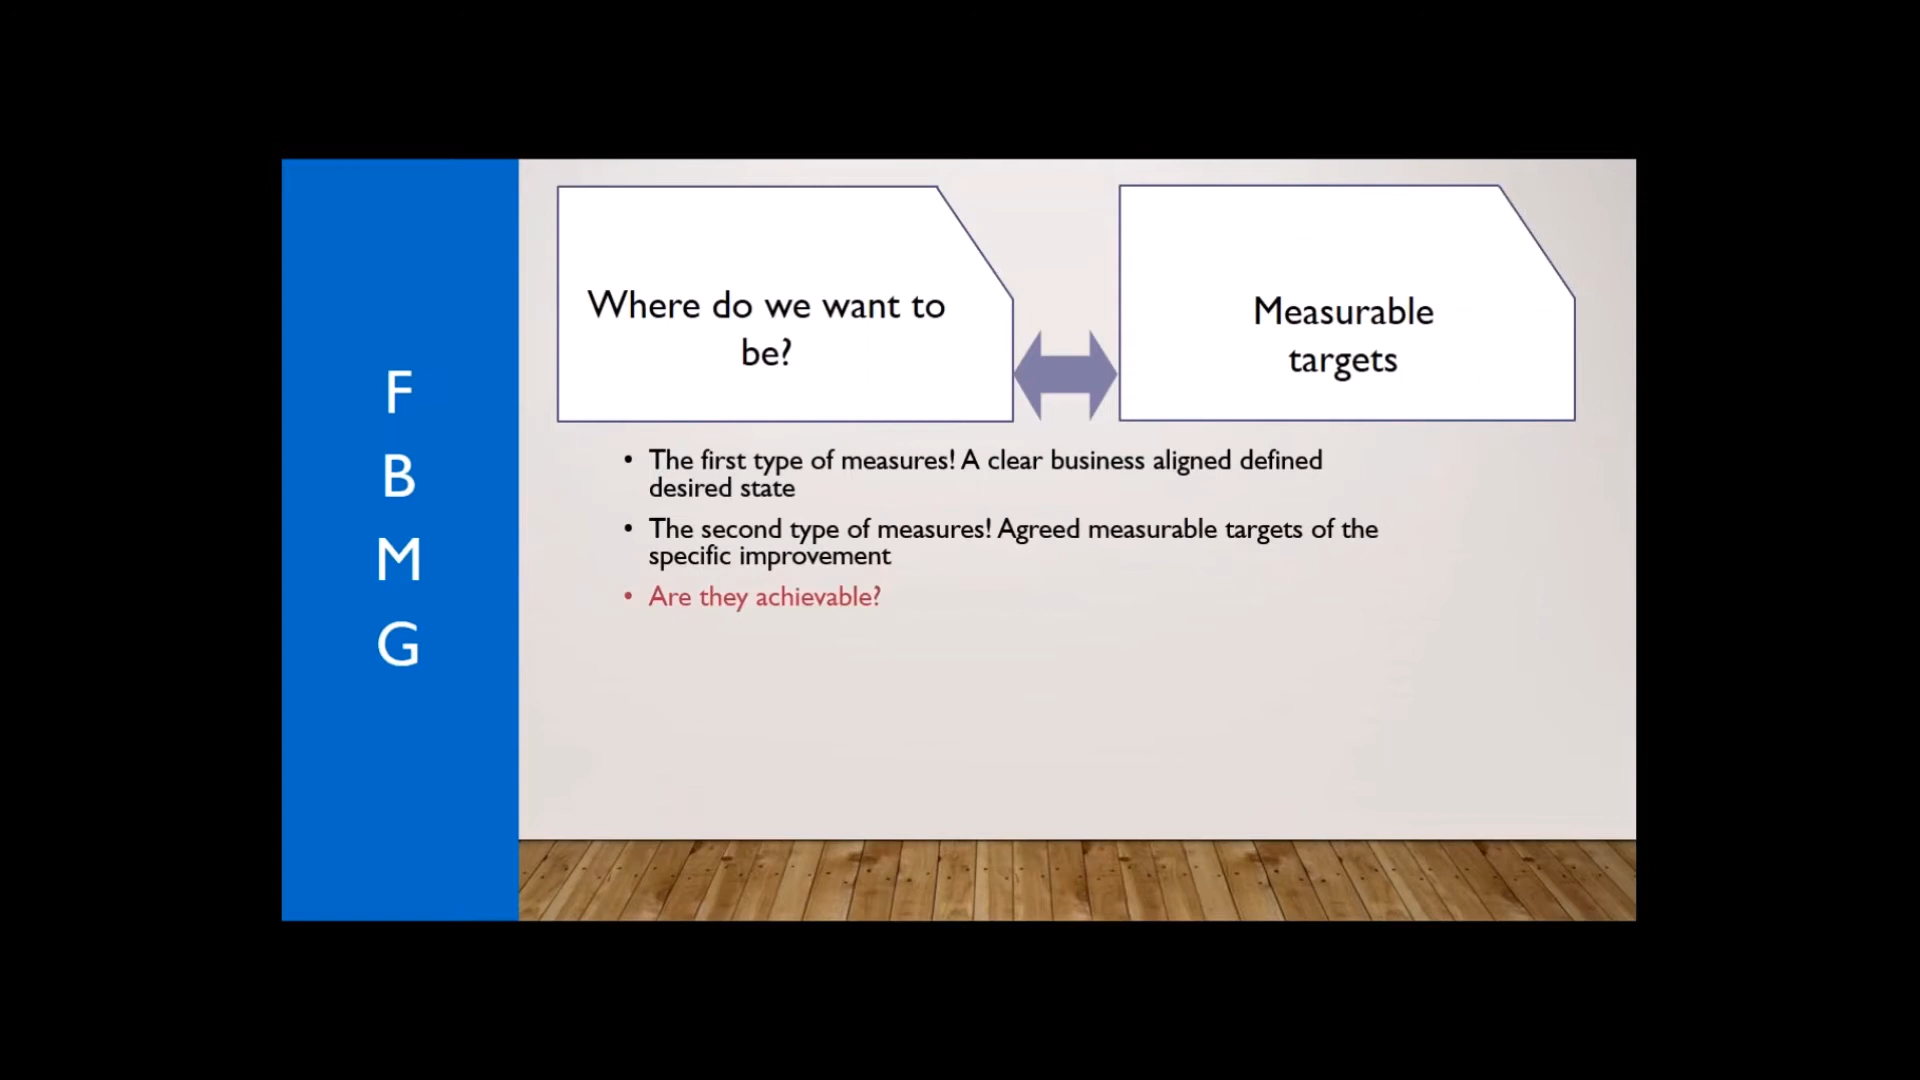 F
B
M
G
Where do we want to
be?
Measurable
targets
• The first type of measures! A clear business aligned defined
desired state
• The second type of measures! Agreed measurable targets of the
specific improvement
• Are they achievable?